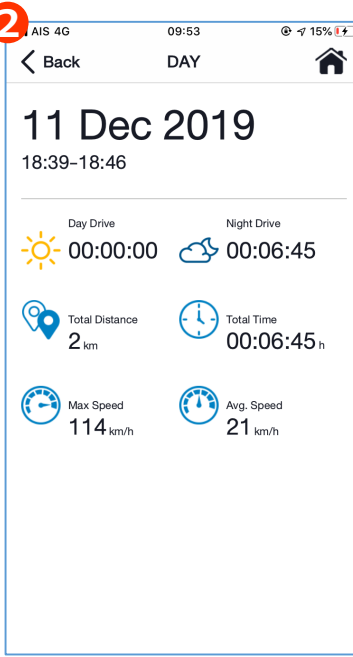 2
AIS 4G 09:53 15%
Back DAY
11 Dec 2019
18:39-18:46
Day Drive Night Drive
00:00:00 00:06:45
Total Distance Total Time
2 km 00:06:45 h
Max Speed Avg. Speed
114 km/h 21 km/h